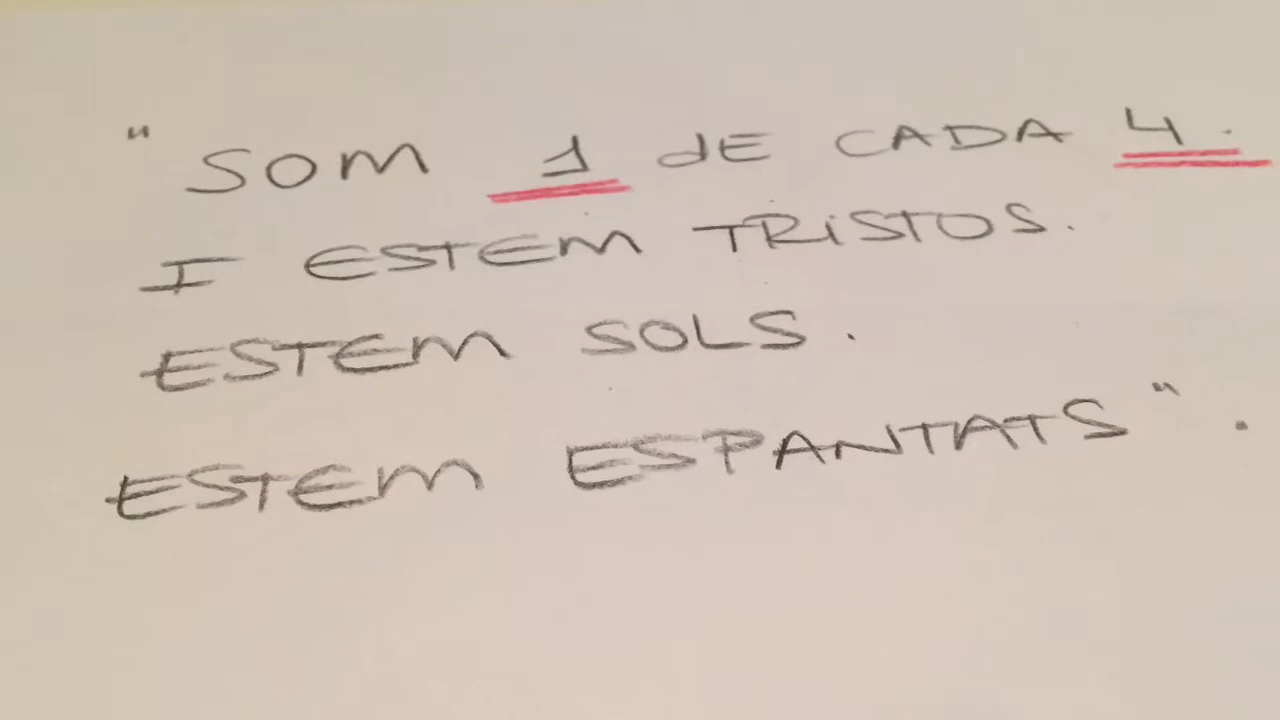 "SOM 1 dE CADA 4.
I ESTEM TRiSTOS.
ESTEM SOLS.
ESTEM ESPANTATS".